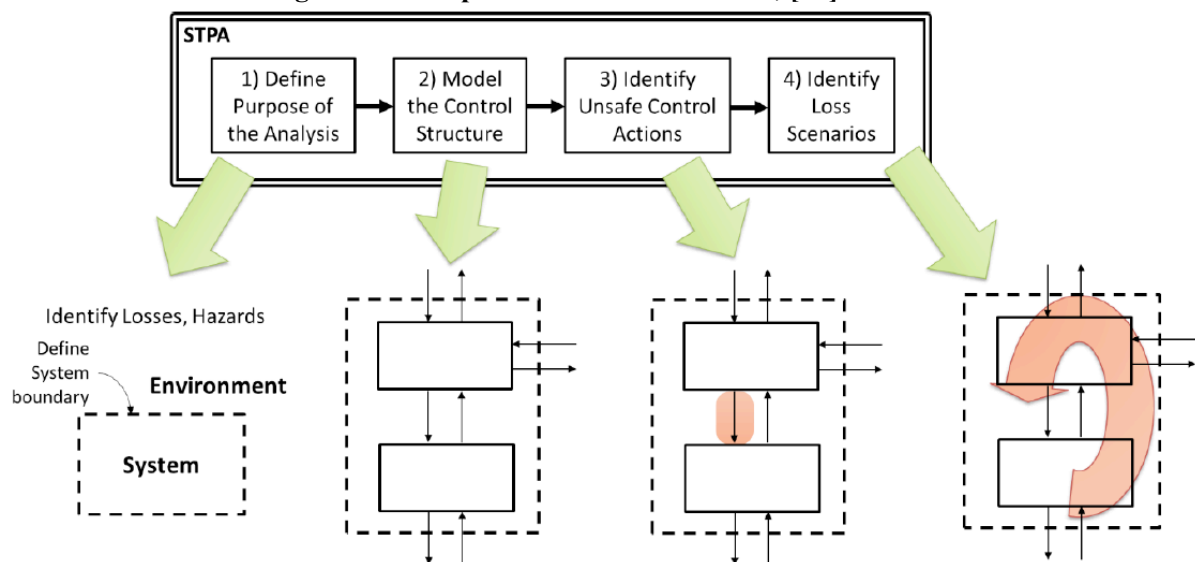 STPA
1) Define
Purpose of
the Analysis
2) Model
the Control
Structure
3) Identify
Unsafe Control
Actions
4) Identify
Loss
Scenarios
Identify Losses, Hazards
Define
System
boundary
Environment
System